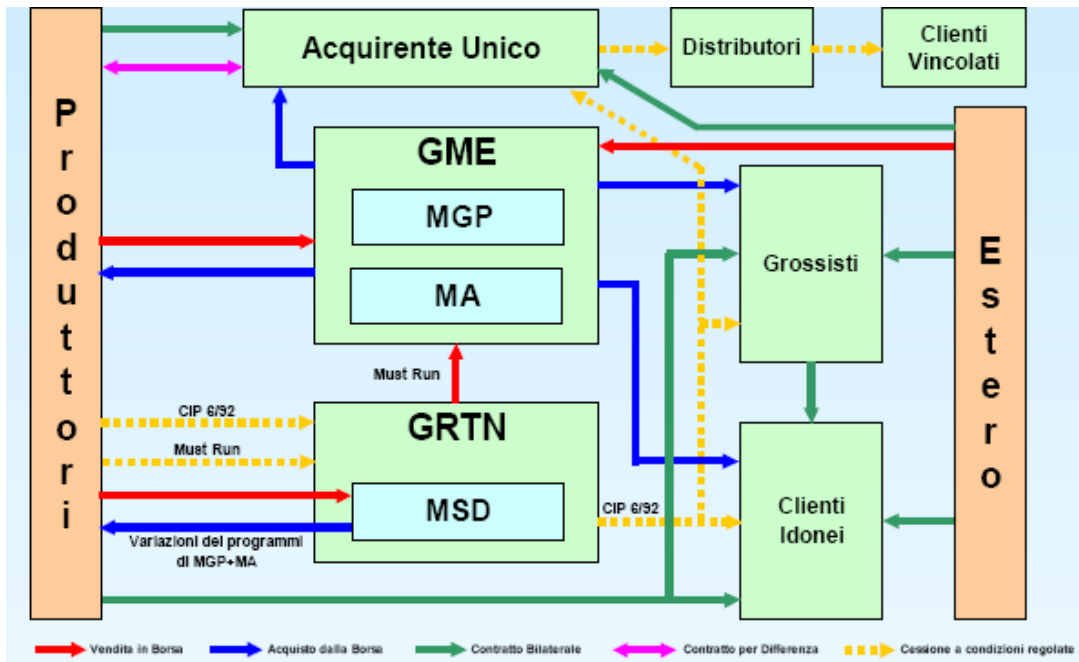 Produttori
Acquirente Unico
Distributori
Clienti
Vincolati
GME
MGP
MA
Must Run
Grossisti
Estero
CIP 6/92
Must Run
GRTN
MSD
CIP 6/92
Clienti
Idonei
Variazioni dei programmi
di MGP+MA
Vendita in Borsa
Acquisto dalla Borsa
Contratto Bilaterale
Contratto per Differenza
Cessione a condizioni regolate